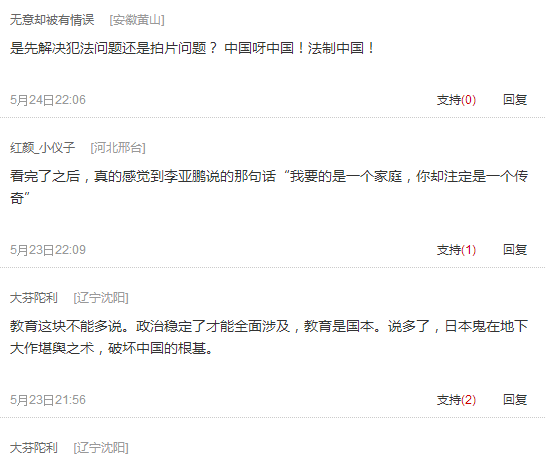 无意却被有情误 [安徽黄山]
是先解决犯法问题还是拍片问题？ 中国呀中国！法制中国！
5月24日22:06 支持(0) 回复
红颜_小仪子 [河北邢台]
看完了之后，真的感觉到李亚鹏说的那句话“我要的是一个家庭，你却注定是一个传
奇”
5月23日22:09 支持(1) 回复
大芬陀利 [辽宁沈阳]
教育这块不能多说。政治稳定了才能全面涉及，教育是国本。说多了，日本鬼在地下
大作堪舆之术，破坏中国的根基。
5月23日21:56 支持(2) 回复
大芬陀利 [辽宁沈阳]